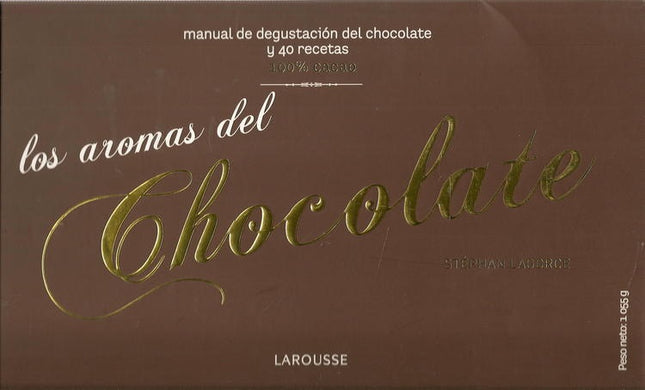 manual de degustación del chocolate
y 40 recetas
100% cacao
los aromas del
Chocolate
STÉPHAN LAGORCE
LAROUSSE
Peso neto: 1 055 g